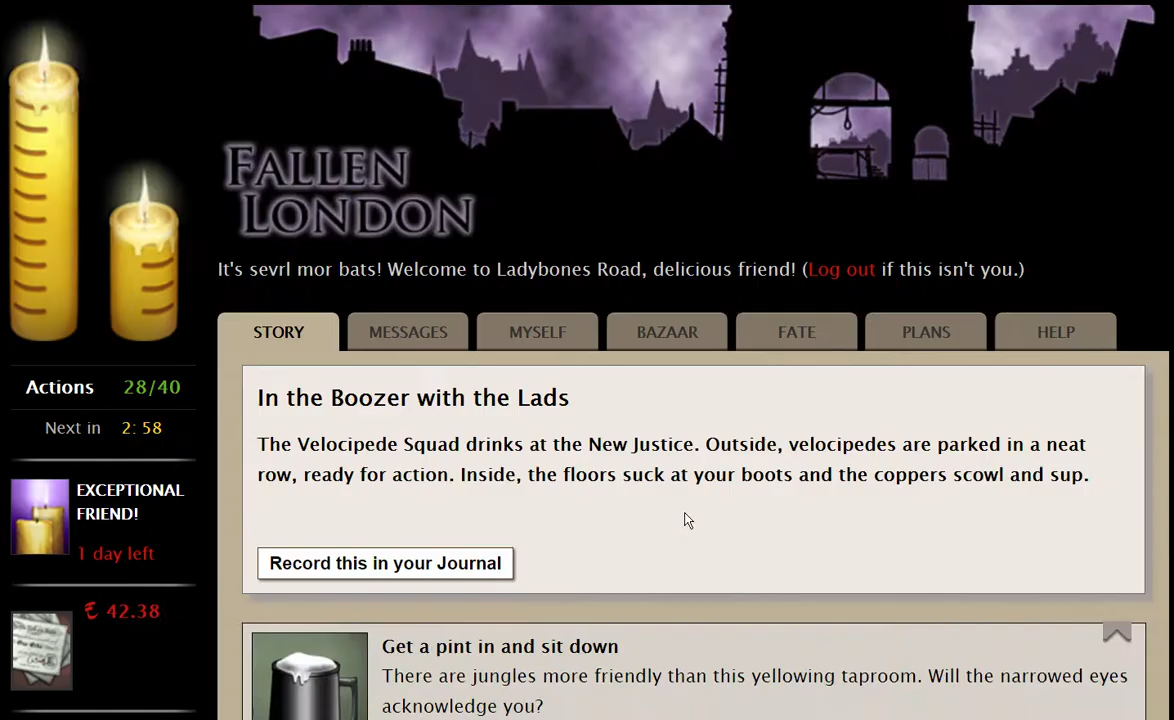 FALLEN
LONDON
It's sevrl mor bats! Welcome to Ladybones Road, delicious friend! (Log out if this isn't you.)
STORY
MESSAGES
MYSELF
BAZAAR
FATE
PLANS
HELP
Actions 28/40
Next in 2: 58
EXCEPTIONAL
FRIEND!
1 day left
42.38
In the Boozer with the Lads
The Velocipede Squad drinks at the New Justice. Outside, velocipedes are parked in a neat
row, ready for action. Inside, the floors suck at your boots and the coppers scowl and sup.
Record this in your Journal
Get a pint in and sit down
There are jungles more friendly than this yellowing taproom. Will the narrowed eyes
acknowledge you?